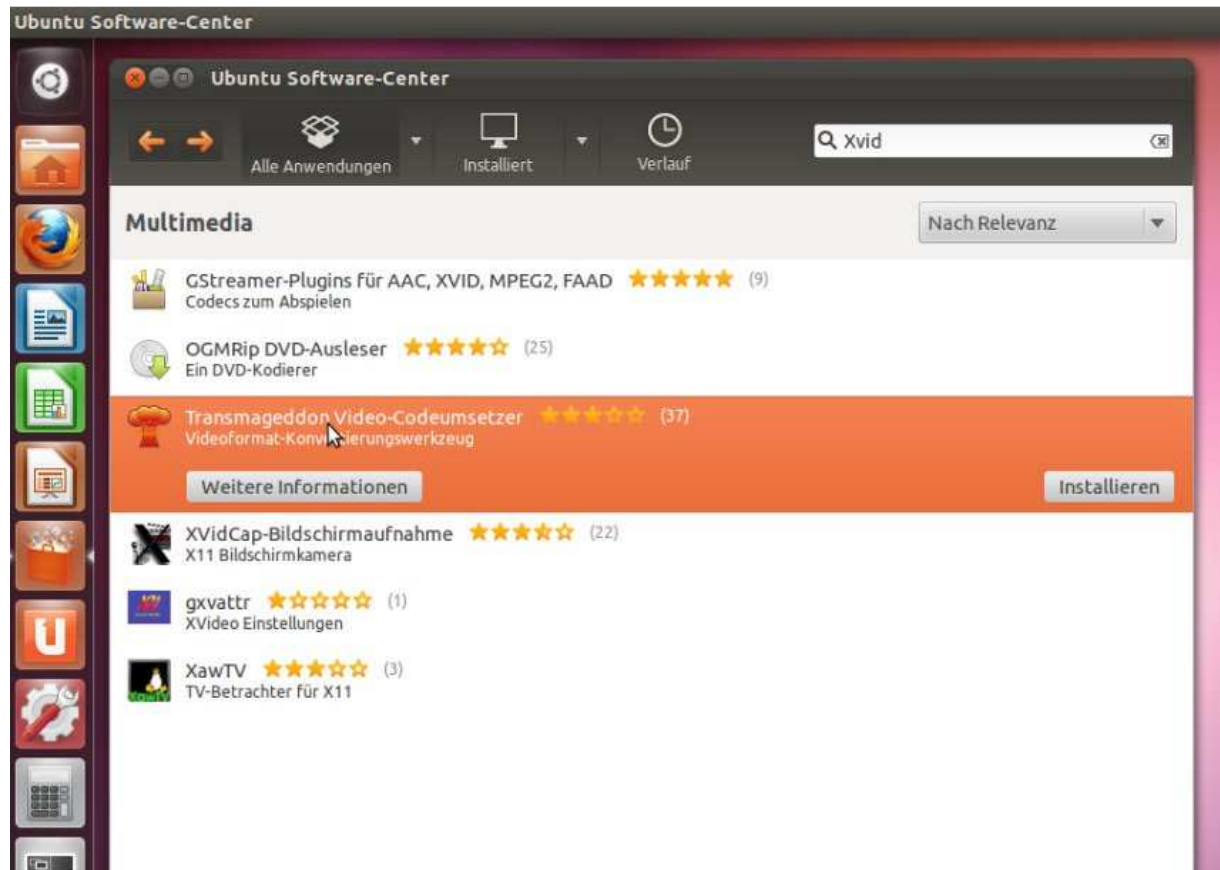 Ubuntu Software-Center
Ubuntu Software-Center
Alle Anwendungen
Installiert
Verlauf
Xvid
Multimedia
Nach Relevanz
GStreamer-Plugins für AAC, XVID, MPEG2, FAAD (9)
Codecs zum Abspielen
OGMRip DVD-Ausleser (25)
Ein DVD-Kodierer
Transmageddon Video-Codeumsetzer (37)
Videoformat-Konvertierungswerkzeug
Weitere Informationen
Installieren
XVidCap-Bildschirmaufnahme (22)
X11 Bildschirmkamera
gxvattr (1)
XVideo Einstellungen
XawTV (3)
TV-Betrachter für X11